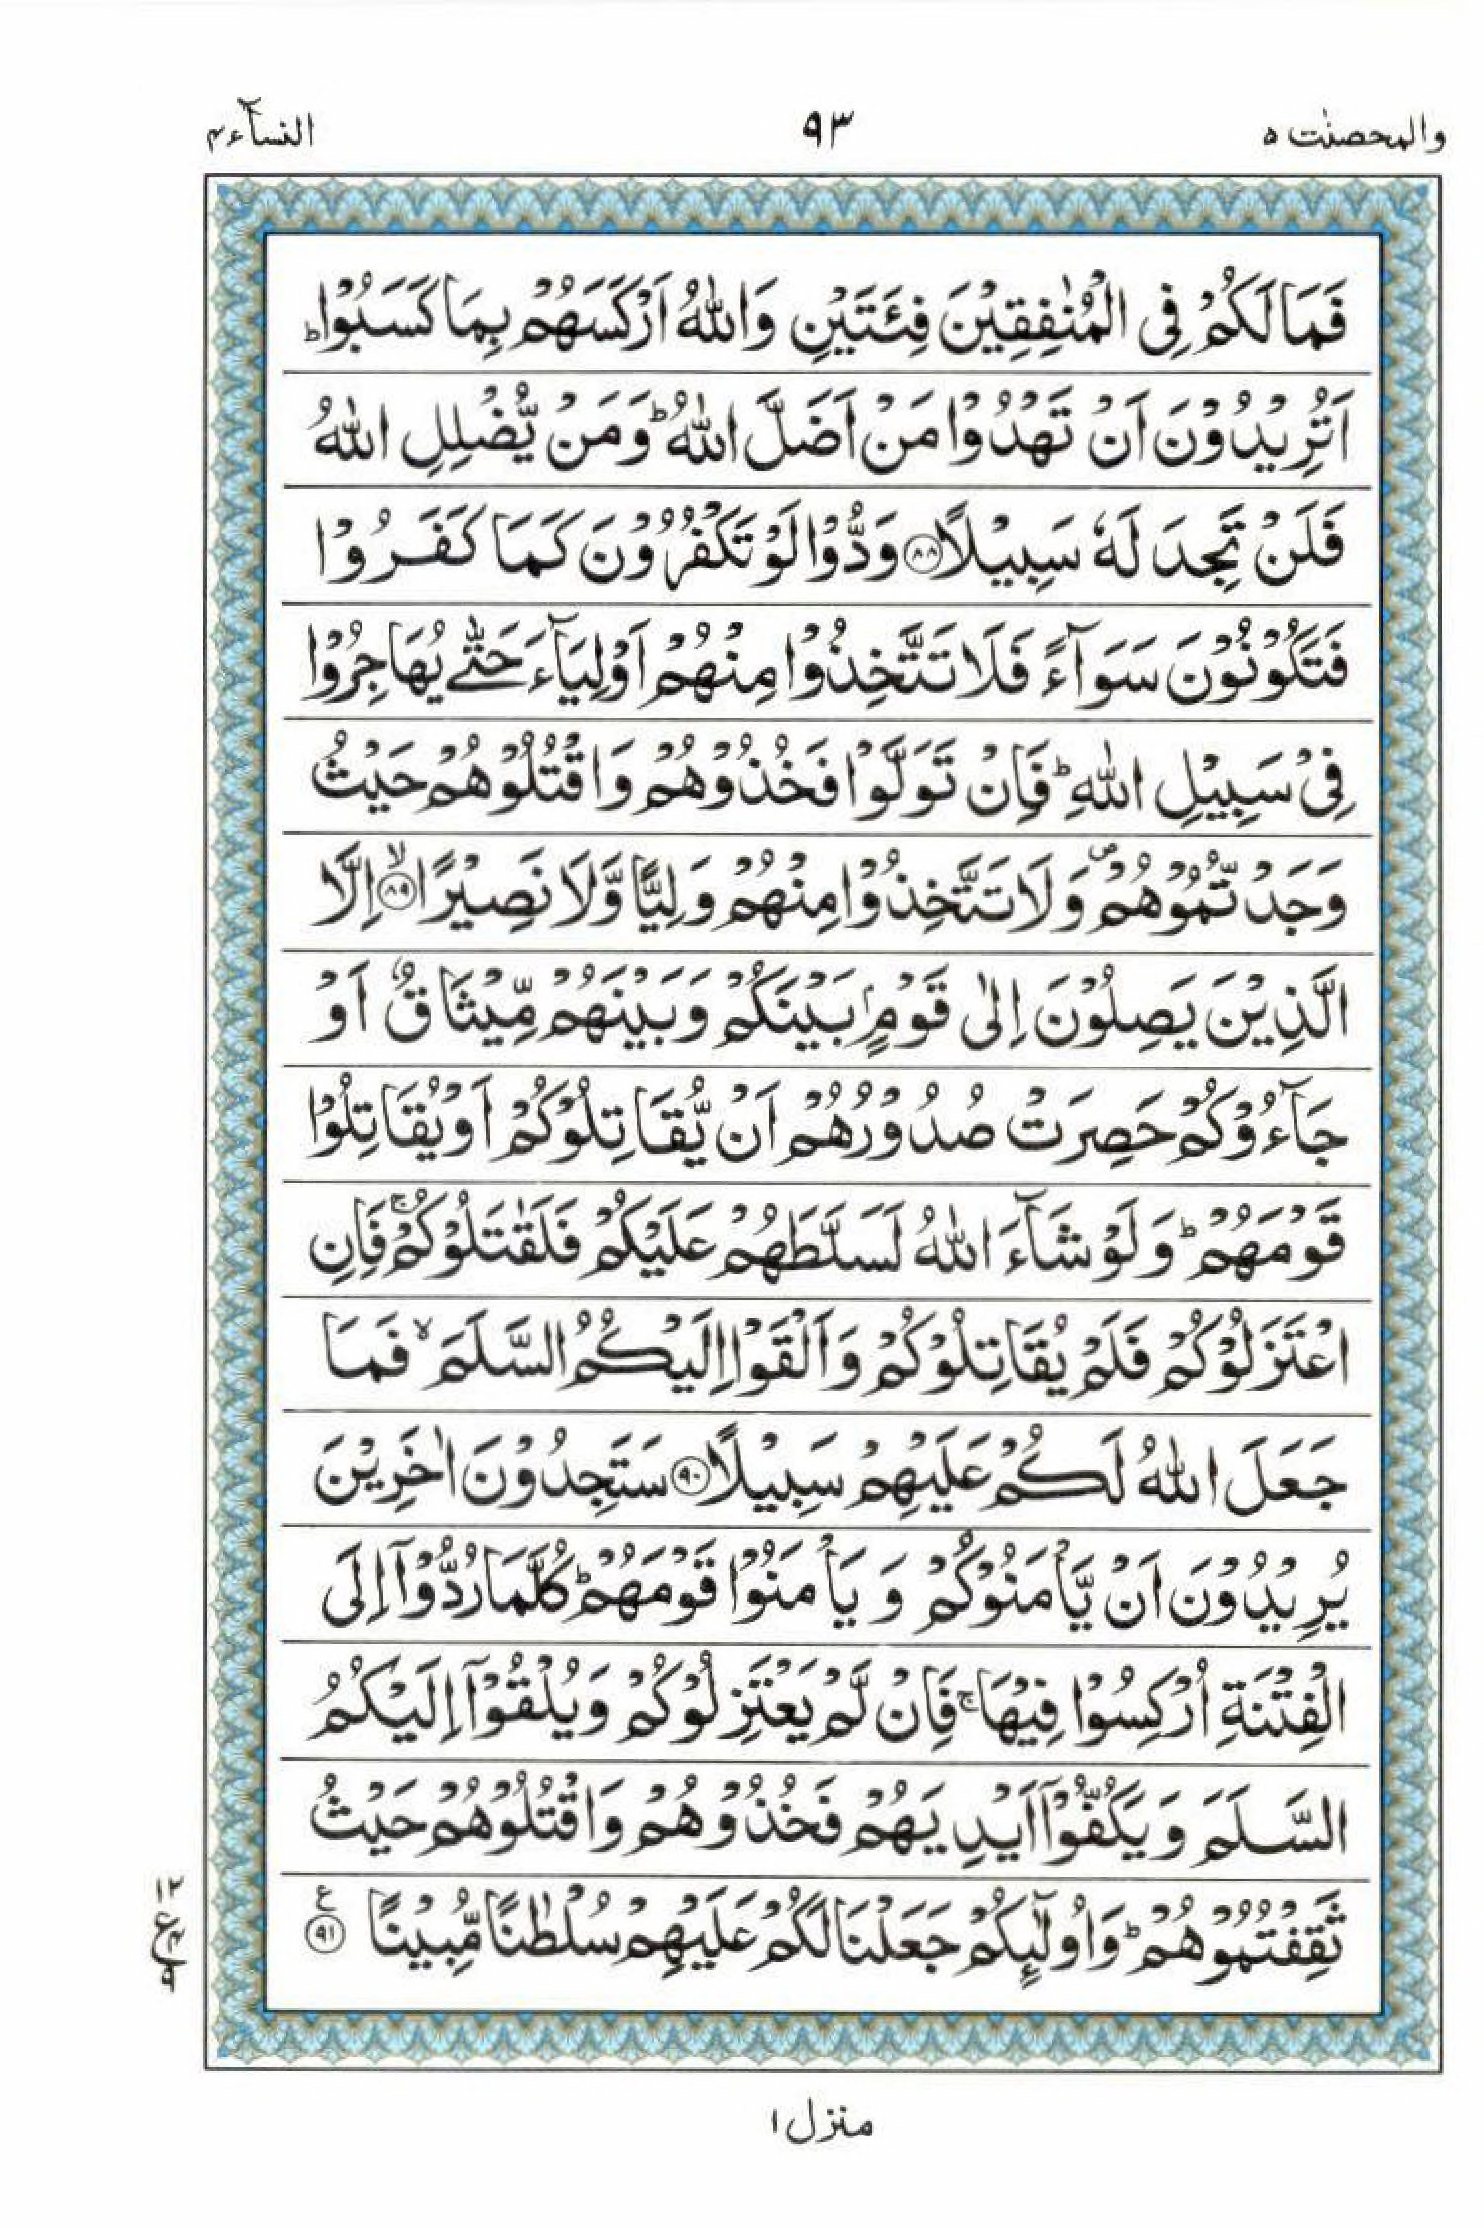 والمحصنٰت ٥
٩٣
النسآء ٤
فَمَا لَكُمۡ فِى الۡمُنٰفِقِيۡنَ فِئَتَيۡنِ وَاللّٰهُ اَرۡكَسَهُمۡ بِمَا كَسَبُوۡا ؕ
اَتُرِيۡدُوۡنَ اَنۡ تَهۡدُوۡا مَنۡ اَضَلَّ اللّٰهُ ؕ وَمَنۡ يُّضۡلِلِ اللّٰهُ
فَلَنۡ تَجِدَ لَهٗ سَبِيۡلًا ﴿٨٨﴾ وَدُّوۡا لَوۡ تَكۡفُرُوۡنَ كَمَا كَفَرُوۡا
فَتَكُوۡنُوۡنَ سَوَآءً فَلَا تَتَّخِذُوۡا مِنۡهُمۡ اَوۡلِيَآءَ حَتّٰى يُهَاجِرُوۡا
فِىۡ سَبِيۡلِ اللّٰهِ ؕ فَاِنۡ تَوَلَّوۡا فَخُذُوۡهُمۡ وَاقۡتُلُوۡهُمۡ حَيۡثُ
وَجَدْتُّمُوۡهُمۡ ۖ وَلَا تَتَّخِذُوۡا مِنۡهُمۡ وَلِيًّا وَّلَا نَصِيۡرًا ۙ﴿٨٩﴾ اِلَّا
الَّذِيۡنَ يَصِلُوۡنَ اِلٰى قَوۡمٍۭ بَيۡنَكُمۡ وَبَيۡنَهُمۡ مِّيۡثَاقٌ اَوۡ
جَآءُوۡكُمۡ حَصِرَتۡ صُدُوۡرُهُمۡ اَنۡ يُّقَاتِلُوۡكُمۡ اَوۡ يُقَاتِلُوۡا
قَوۡمَهُمۡ ؕ وَلَوۡ شَآءَ اللّٰهُ لَسَلَّطَهُمۡ عَلَيۡكُمۡ فَلَقٰتَلُوۡكُمۡ ۚ فَاِنِ
اعۡتَزَلُوۡكُمۡ فَلَمۡ يُقَاتِلُوۡكُمۡ وَاَلۡقَوۡا اِلَيۡكُمُ السَّلَمَ ۙ فَمَا
جَعَلَ اللّٰهُ لَكُمۡ عَلَيۡهِمۡ سَبِيۡلًا ﴿٩٠﴾ سَتَجِدُوۡنَ اٰخَرِيۡنَ
يُرِيۡدُوۡنَ اَنۡ يَّاۡمَنُوۡكُمۡ وَيَاۡمَنُوۡا قَوۡمَهُمۡ ؕ كُلَّمَا رُدُّوۡۤا اِلَى
الۡفِتۡنَةِ اُرۡكِسُوۡا فِيۡهَا ۚ فَاِنۡ لَّمۡ يَعۡتَزِلُوۡكُمۡ وَيُلۡقُوۡۤا اِلَيۡكُمُ
السَّلَمَ وَيَكُفُّوۡۤا اَيۡدِيَهُمۡ فَخُذُوۡهُمۡ وَاقۡتُلُوۡهُمۡ حَيۡثُ
ثَقِفۡتُمُوۡهُمۡ ؕ وَاُولٰٓئِكُمۡ جَعَلۡنَا لَكُمۡ عَلَيۡهِمۡ سُلۡطٰنًا مُّبِيۡنًا ﴿٩١﴾ ع
١٢
ع ٤
٩
منزل ١